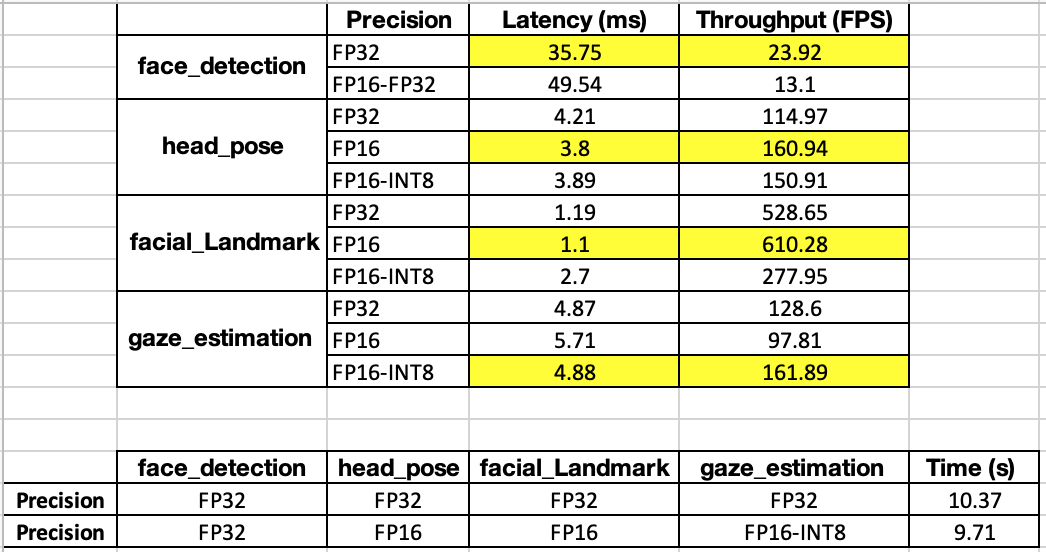 Precision Latency (ms) Throughput (FPS)
face_detection FP32 35.75 23.92
FP16-FP32 49.54 13.1
head_pose FP32 4.21 114.97
FP16 3.8 160.94
FP16-INT8 3.89 150.91
facial_Landmark FP32 1.19 528.65
FP16 1.1 610.28
FP16-INT8 2.7 277.95
gaze_estimation FP32 4.87 128.6
FP16 5.71 97.81
FP16-INT8 4.88 161.89
face_detection head_pose facial_Landmark gaze_estimation Time (s)
Precision FP32 FP32 FP32 FP32 10.37
Precision FP32 FP16 FP16 FP16-INT8 9.71